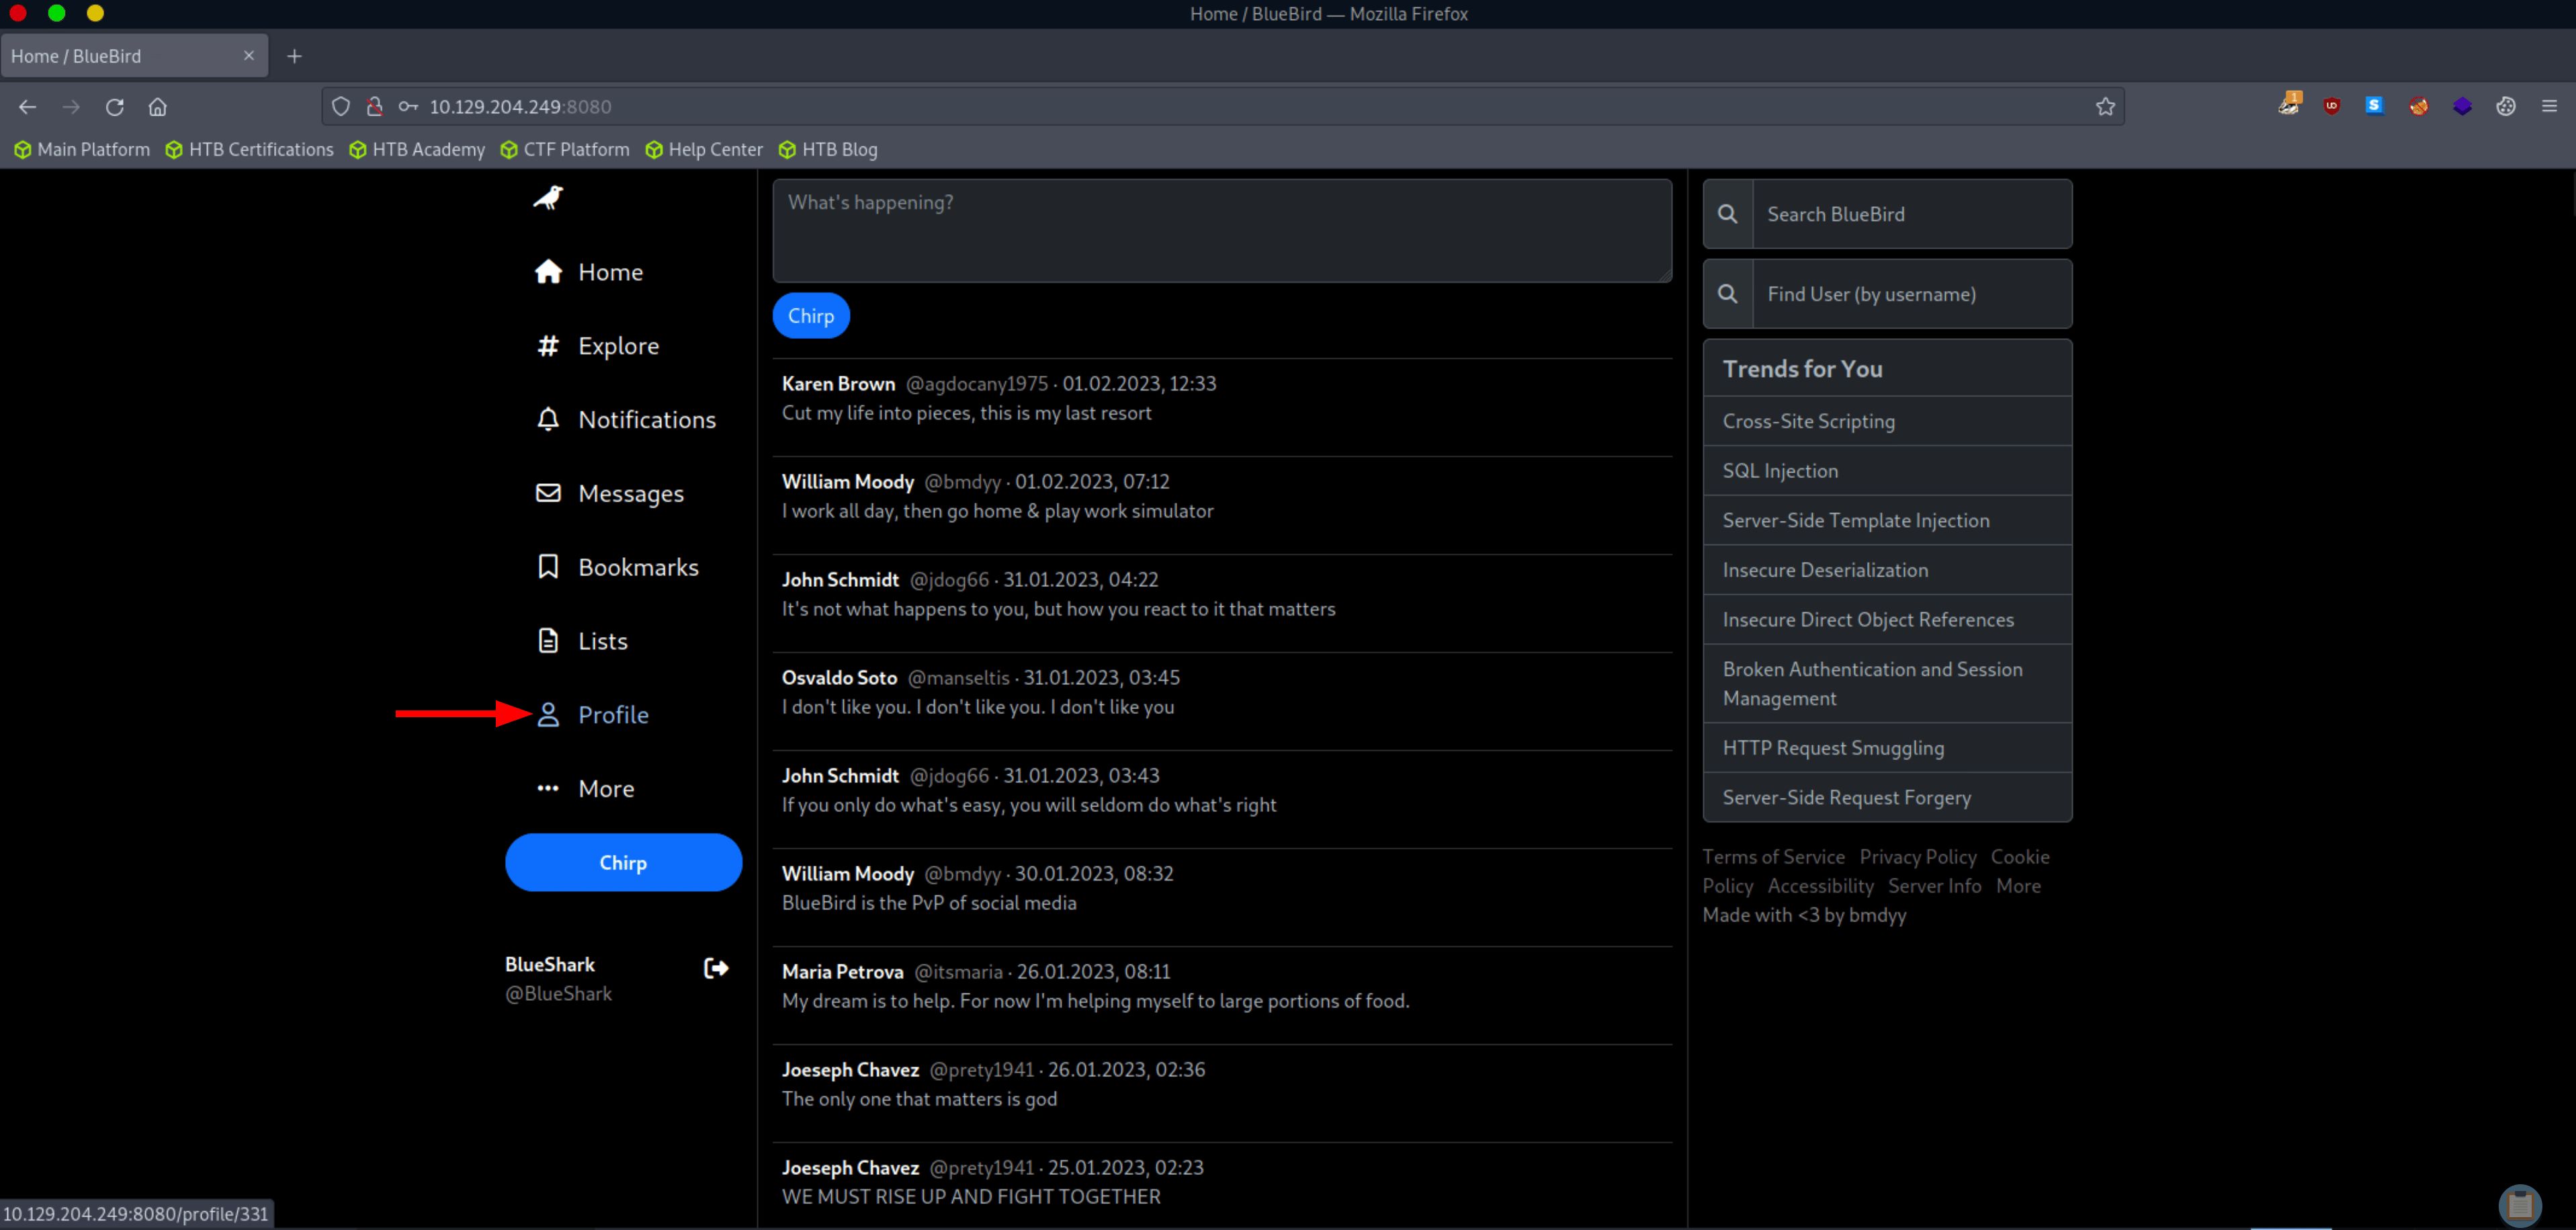 Home / BlueBird — Mozilla Firefox
Home / BlueBird
10.129.204.249:8080
Main Platform HTB Certifications HTB Academy CTF Platform Help Center HTB Blog
Home
Explore
Notifications
Messages
Bookmarks
Lists
Profile
More
Chirp
BlueShark
@BlueShark
What's happening?
Chirp
Karen Brown @agdocany1975 · 01.02.2023, 12:33
Cut my life into pieces, this is my last resort
William Moody @bmdyy · 01.02.2023, 07:12
I work all day, then go home & play work simulator
John Schmidt @jdog66 · 31.01.2023, 04:22
It's not what happens to you, but how you react to it that matters
Osvaldo Soto @manseltis · 31.01.2023, 03:45
I don't like you. I don't like you. I don't like you
John Schmidt @jdog66 · 31.01.2023, 03:43
If you only do what's easy, you will seldom do what's right
William Moody @bmdyy · 30.01.2023, 08:32
BlueBird is the PvP of social media
Maria Petrova @itsmaria · 26.01.2023, 08:11
My dream is to help. For now I'm helping myself to large portions of food.
Joeseph Chavez @prety1941 · 26.01.2023, 02:36
The only one that matters is god
Joeseph Chavez @prety1941 · 25.01.2023, 02:23
WE MUST RISE UP AND FIGHT TOGETHER
Search BlueBird
Find User (by username)
Trends for You
Cross-Site Scripting
SQL Injection
Server-Side Template Injection
Insecure Deserialization
Insecure Direct Object References
Broken Authentication and Session
Management
HTTP Request Smuggling
Server-Side Request Forgery
Terms of Service Privacy Policy Cookie
Policy Accessibility Server Info More
Made with <3 by bmdyy
10.129.204.249:8080/profile/331